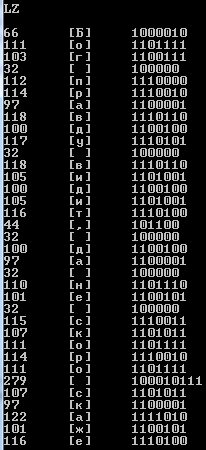 LZ
66 [Б] 1000010
111 [о] 1101111
103 [г] 1100111
32 [ ] 100000
112 [п] 1110000
114 [р] 1110010
97 [а] 1100001
118 [в] 1110110
100 [д] 1100100
117 [у] 1110101
32 [ ] 100000
118 [в] 1110110
105 [и] 1101001
100 [д] 1100100
105 [и] 1101001
116 [т] 1110100
44 [,] 101100
32 [ ] 100000
100 [д] 1100100
97 [а] 1100001
32 [ ] 100000
110 [н] 1101110
101 [е] 1100101
32 [ ] 100000
115 [с] 1110011
107 [к] 1101011
111 [о] 1101111
114 [р] 1110010
111 [о] 1101111
279 [ ] 100010111
107 [с] 1101011
97 [к] 1100001
122 [а] 1111010
101 [ж] 1100101
116 [е] 1110100